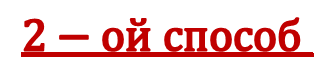 2 – ой способ